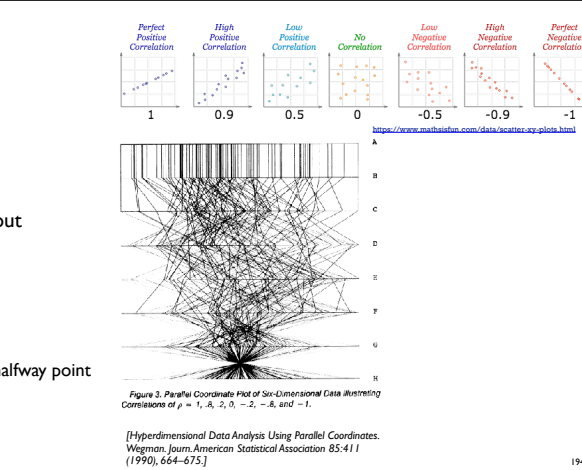 Perfect Positive Correlation
High Positive Correlation
Low Positive Correlation
No Correlation
Low Negative Correlation
High Negative Correlation
Perfect Negative Correlation
1 0.9 0.5 0 -0.5 -0.9 -1
https://www.mathsisfun.com/data/scatter-xy-plots.html
A
B
C
D
E
F
G
H
out
halfway point
Figure 3. Parallel Coordinate Plot of Six-Dimensional Data Illustrating
Correlations of ρ = 1, .8, .2, 0, −.2, −.8, and −1.
[Hyperdimensional Data Analysis Using Parallel Coordinates.
Wegman. Journ. American Statistical Association 85:411
(1990), 664–675.]
194